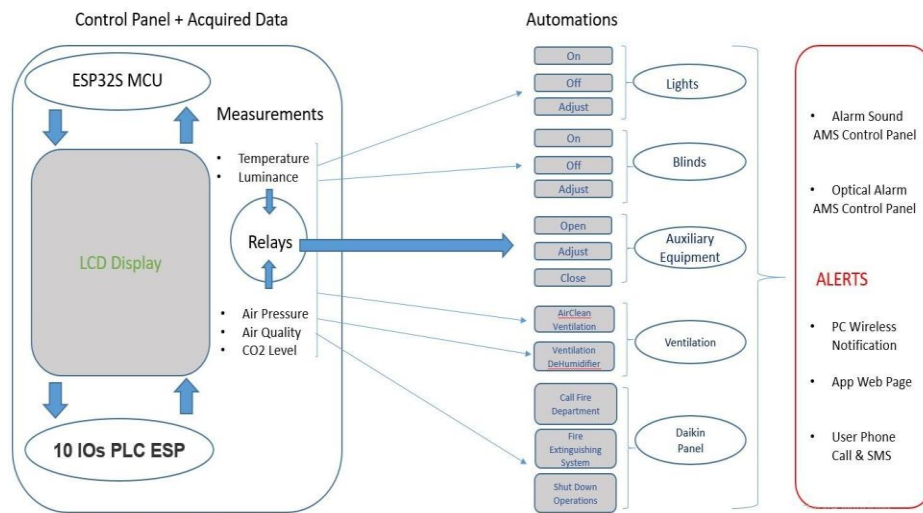 Control Panel + Acquired Data
Automations
ESP32S MCU
Measurements
• Temperature
• Luminance
LCD Display
Relays
• Air Pressure
• Air Quality
• CO2 Level
10 IOs PLC ESP
On
Off
Adjust
Lights
On
Off
Adjust
Blinds
Open
Adjust
Close
Auxiliary
Equipment
AirClean
Ventilation
Ventilation
DeHumidifier
Ventilation
Call Fire
Department
Fire
Extinguishing
System
Shut Down
Operations
Daikin
Panel
• Alarm Sound
AMS Control Panel
• Optical Alarm
AMS Control Panel
ALERTS
• PC Wireless
Notification
• App Web Page
• User Phone
Call & SMS